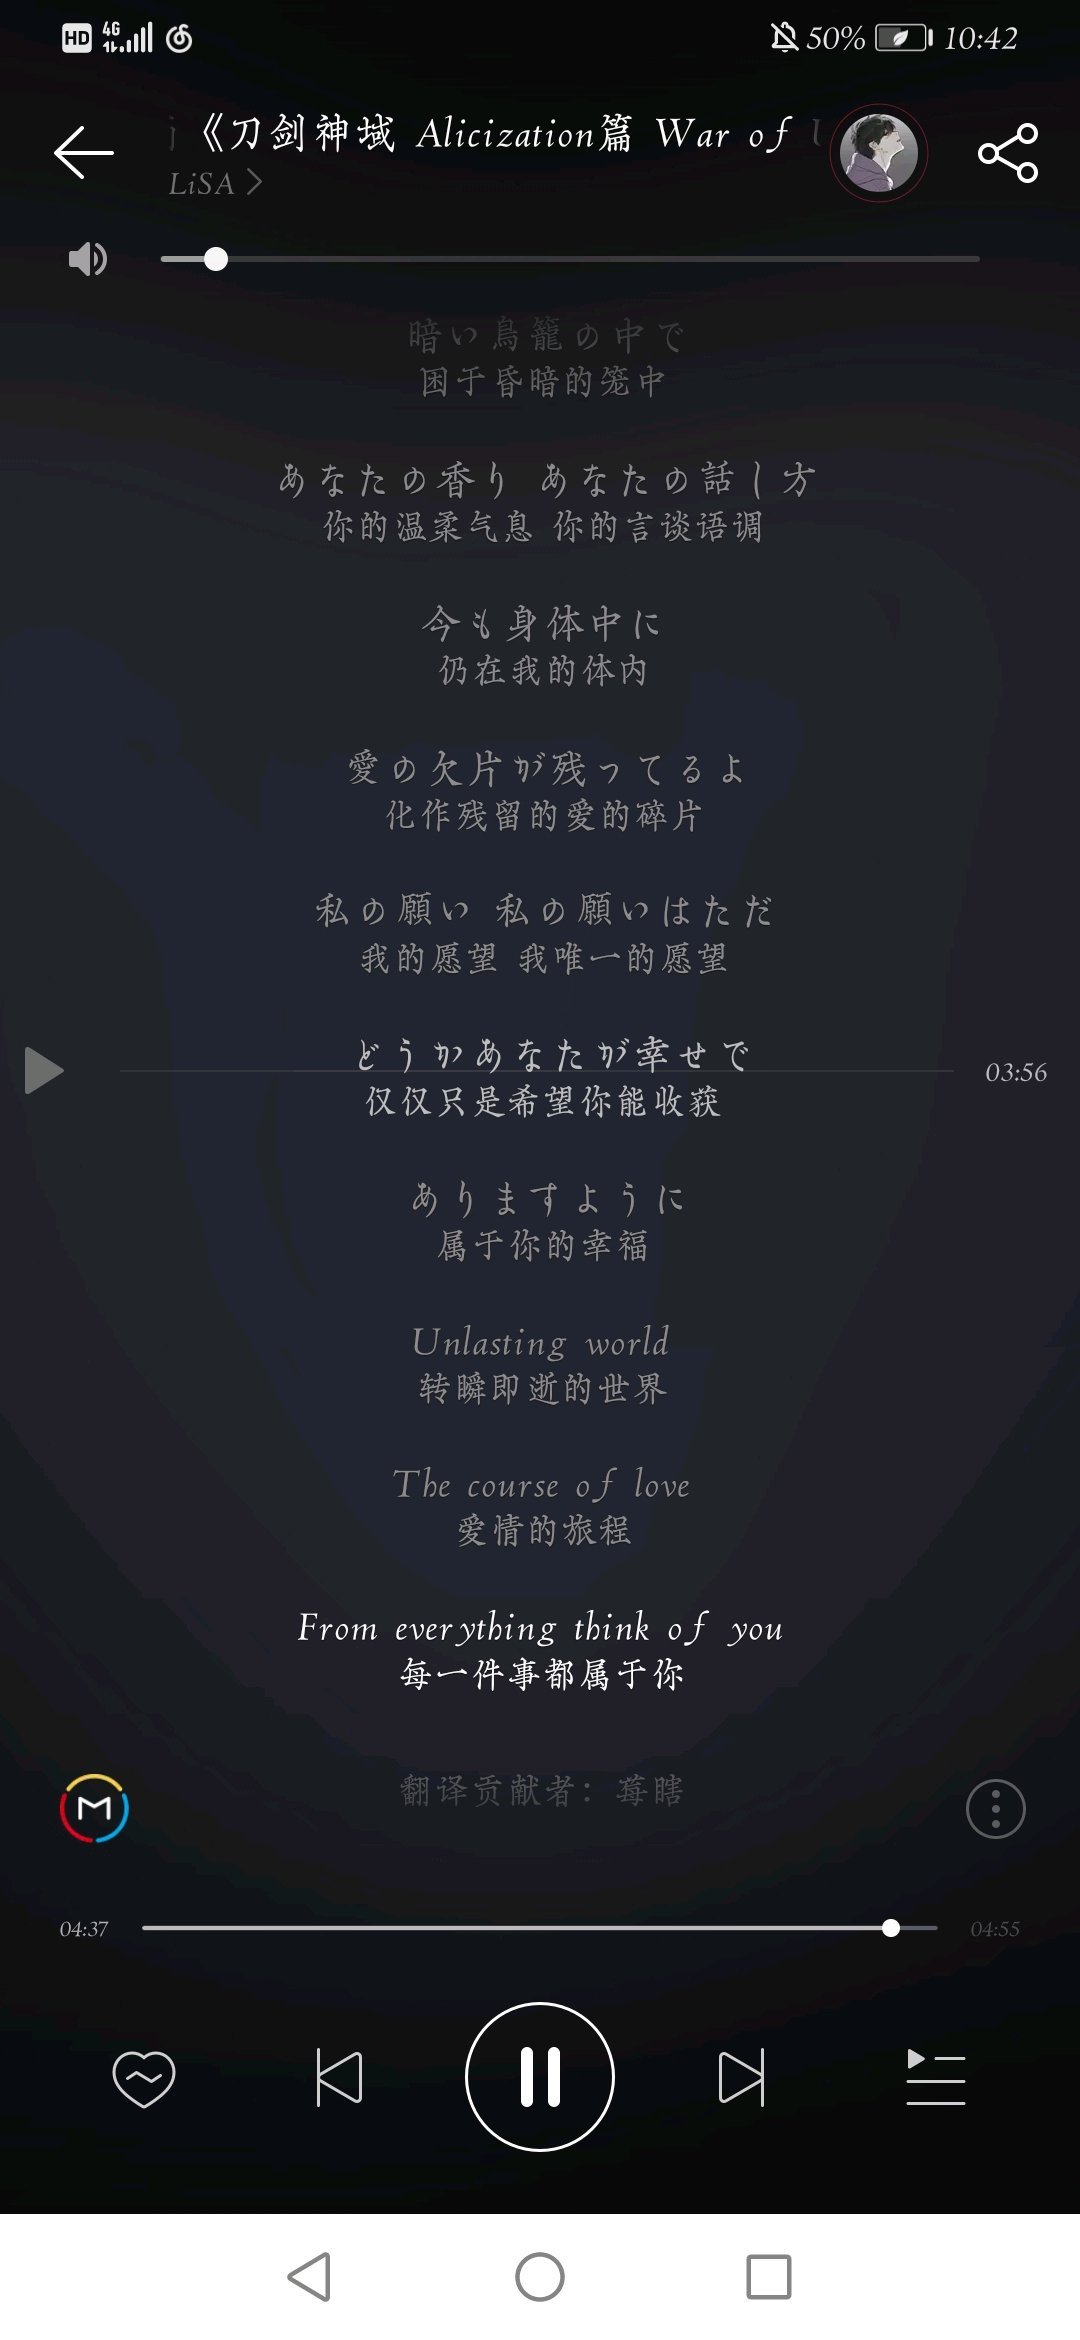 HD 4G 50% 10:42
《刀剑神域 Alicization篇 War of U
LiSA
暗い鳥籠の中で
困于昏暗的笼中
あなたの香り あなたの話し方
你的温柔气息 你的言谈语调
今も身体中に
仍在我的体内
愛の欠片が残ってるよ
化作残留的爱的碎片
私の願い 私の願いはただ
我的愿望 我唯一的愿望
どうかあなたが幸せで
03:56
仅仅只是希望你能收获
ありますように
属于你的幸福
Unlasting world
转瞬即逝的世界
The course of love
爱情的旅程
From everything think of you
每一件事都属于你
翻译贡献者：莓瞎
M
04:37 04:55